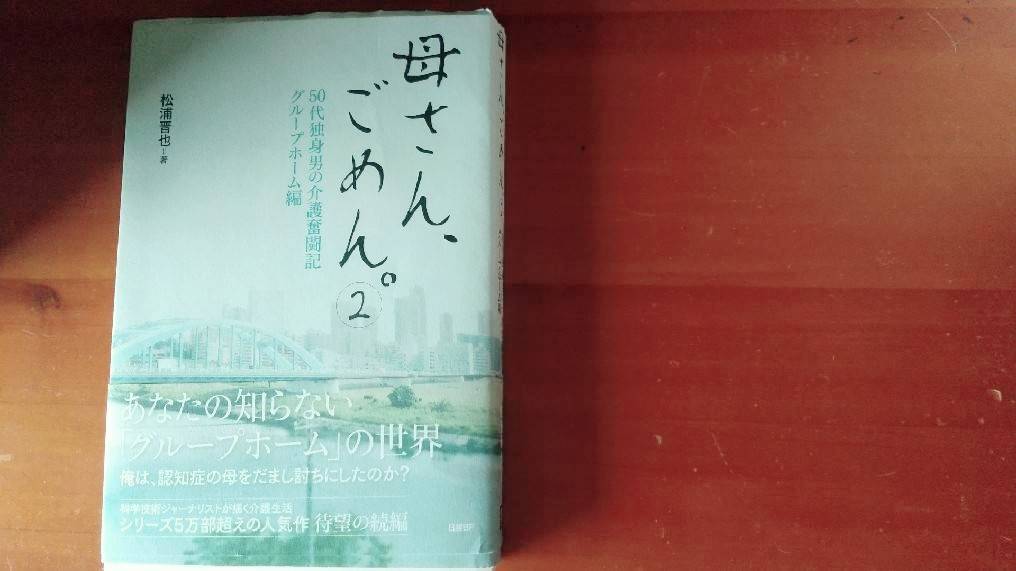 母さん、
ごめん。
2
50代独身男の介護奮闘記
グループホーム編
松浦晋也=著
あなたの知らない
「グループホーム」の世界
俺は、認知症の母をだまし討ちにしたのか?
科学技術ジャーナリストが描く介護生活
シリーズ5万部超えの人気作 待望の続編
日経BP